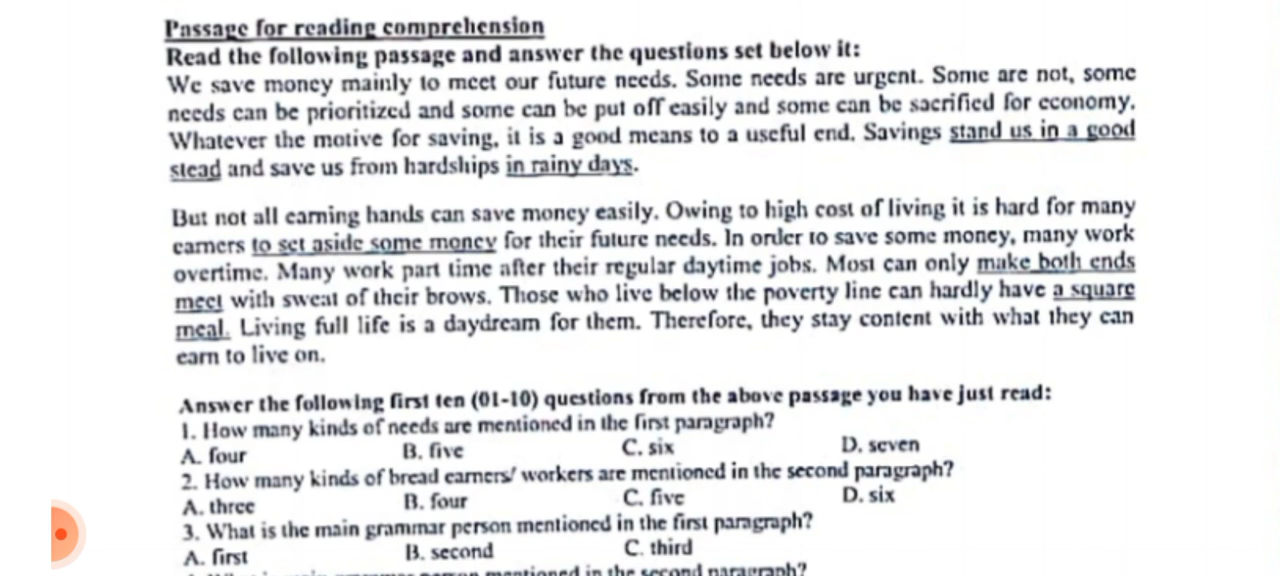 Passage for reading comprehension
Read the following passage and answer the questions set below it:
We save money mainly to meet our future needs. Some needs are urgent. Some are not, some
needs can be prioritized and some can be put off easily and some can be sacrified for economy.
Whatever the motive for saving, it is a good means to a useful end. Savings stand us in a good
stead and save us from hardships in rainy days.
But not all earning hands can save money easily. Owing to high cost of living it is hard for many
earners to set aside some money for their future needs. In order to save some money, many work
overtime. Many work part time after their regular daytime jobs. Most can only make both ends
meet with sweat of their brows. Those who live below the poverty line can hardly have a square
meal. Living full life is a daydream for them. Therefore, they stay content with what they can
earn to live on.
Answer the following first ten (01-10) questions from the above passage you have just read:
1. How many kinds of needs are mentioned in the first paragraph?
A. four B. five C. six D. seven
2. How many kinds of bread earners/ workers are mentioned in the second paragraph?
A. three B. four C. five D. six
3. What is the main grammar person mentioned in the first paragraph?
A. first B. second C. third
person mentioned in the second paragraph?